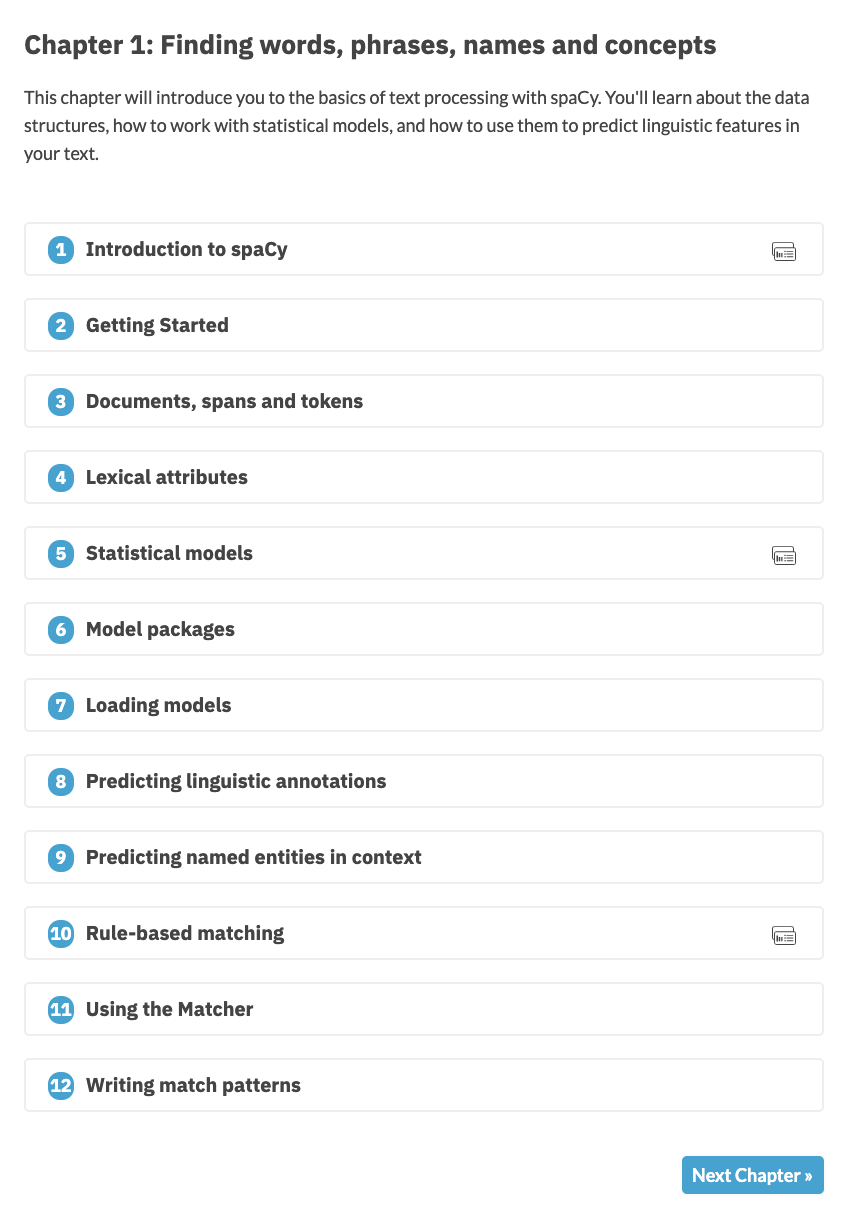 Chapter 1: Finding words, phrases, names and concepts
This chapter will introduce you to the basics of text processing with spaCy. You'll learn about the data
structures, how to work with statistical models, and how to use them to predict linguistic features in
your text.
1 Introduction to spaCy
2 Getting Started
3 Documents, spans and tokens
4 Lexical attributes
5 Statistical models
6 Model packages
7 Loading models
8 Predicting linguistic annotations
9 Predicting named entities in context
10 Rule-based matching
11 Using the Matcher
12 Writing match patterns
Next Chapter »